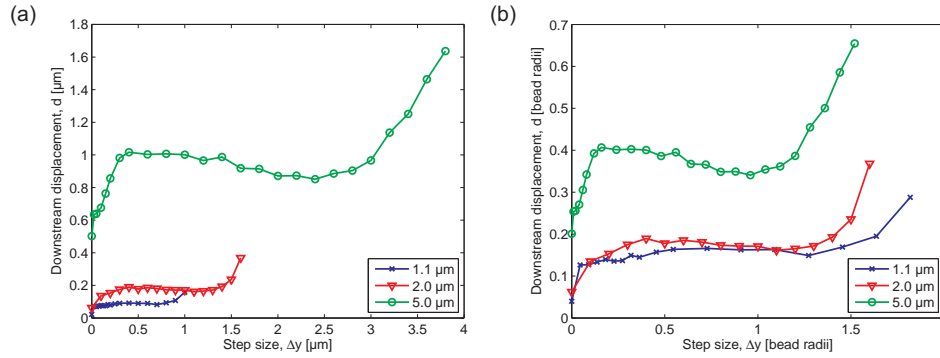 (a)
1.8
1.6
1.4
1.2
1
0.8
0.6
0.4
0.2
0
Downstream displacement, d [µm]
0 0.5 1 1.5 2 2.5 3 3.5 4
Step size, Δy [µm]
1.1 µm
2.0 µm
5.0 µm
(b)
0.7
0.6
0.5
0.4
0.3
0.2
0.1
0
Downstream displacement, d [bead radii]
0 0.5 1 1.5
Step size, Δy [bead radii]
1.1 µm
2.0 µm
5.0 µm